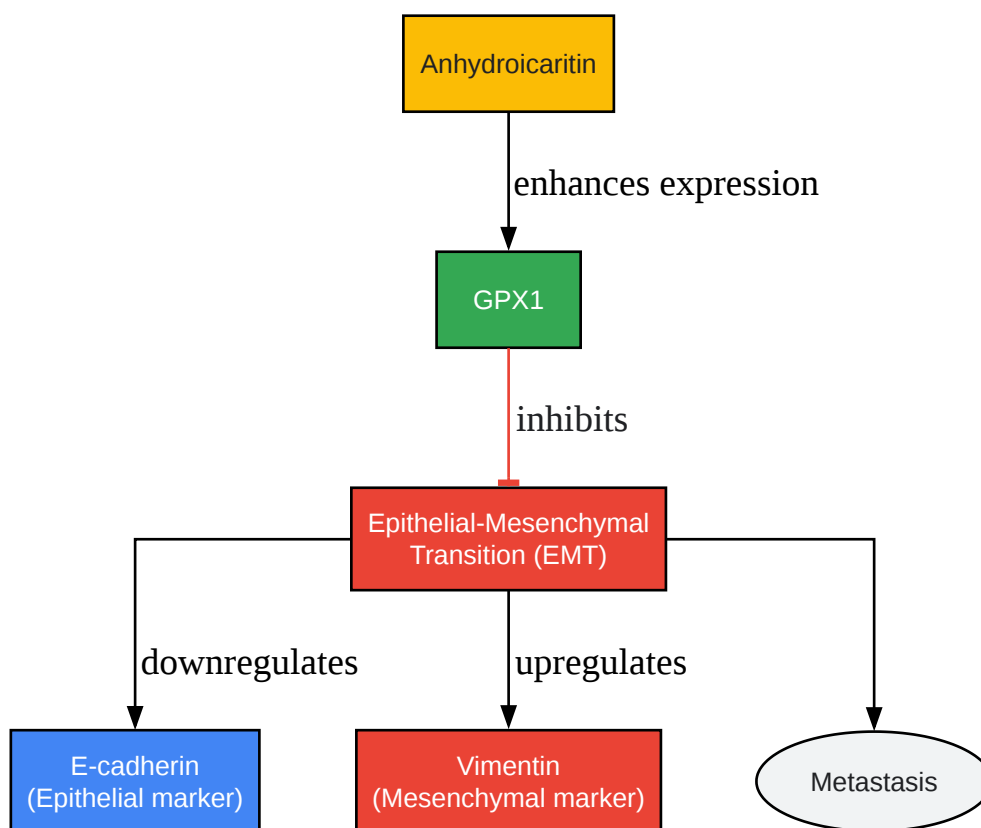 Anhydroicaritin
enhances expression
GPX1
inhibits
Epithelial-Mesenchymal
Transition (EMT)
downregulates
upregulates
E-cadherin
(Epithelial marker)
Vimentin
(Mesenchymal marker)
Metastasis